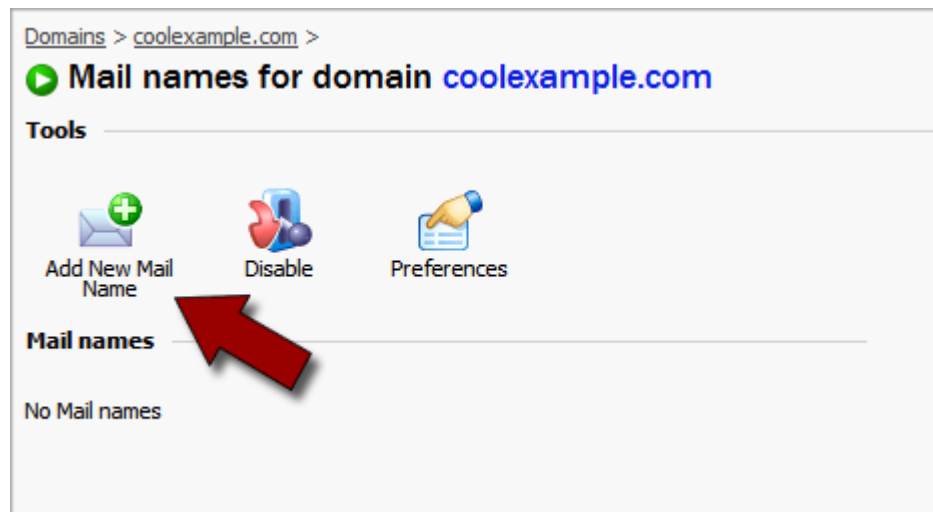 Domains > coolexample.com >
Mail names for domain coolexample.com
Tools
Add New Mail Name
Disable
Preferences
Mail names
No Mail names